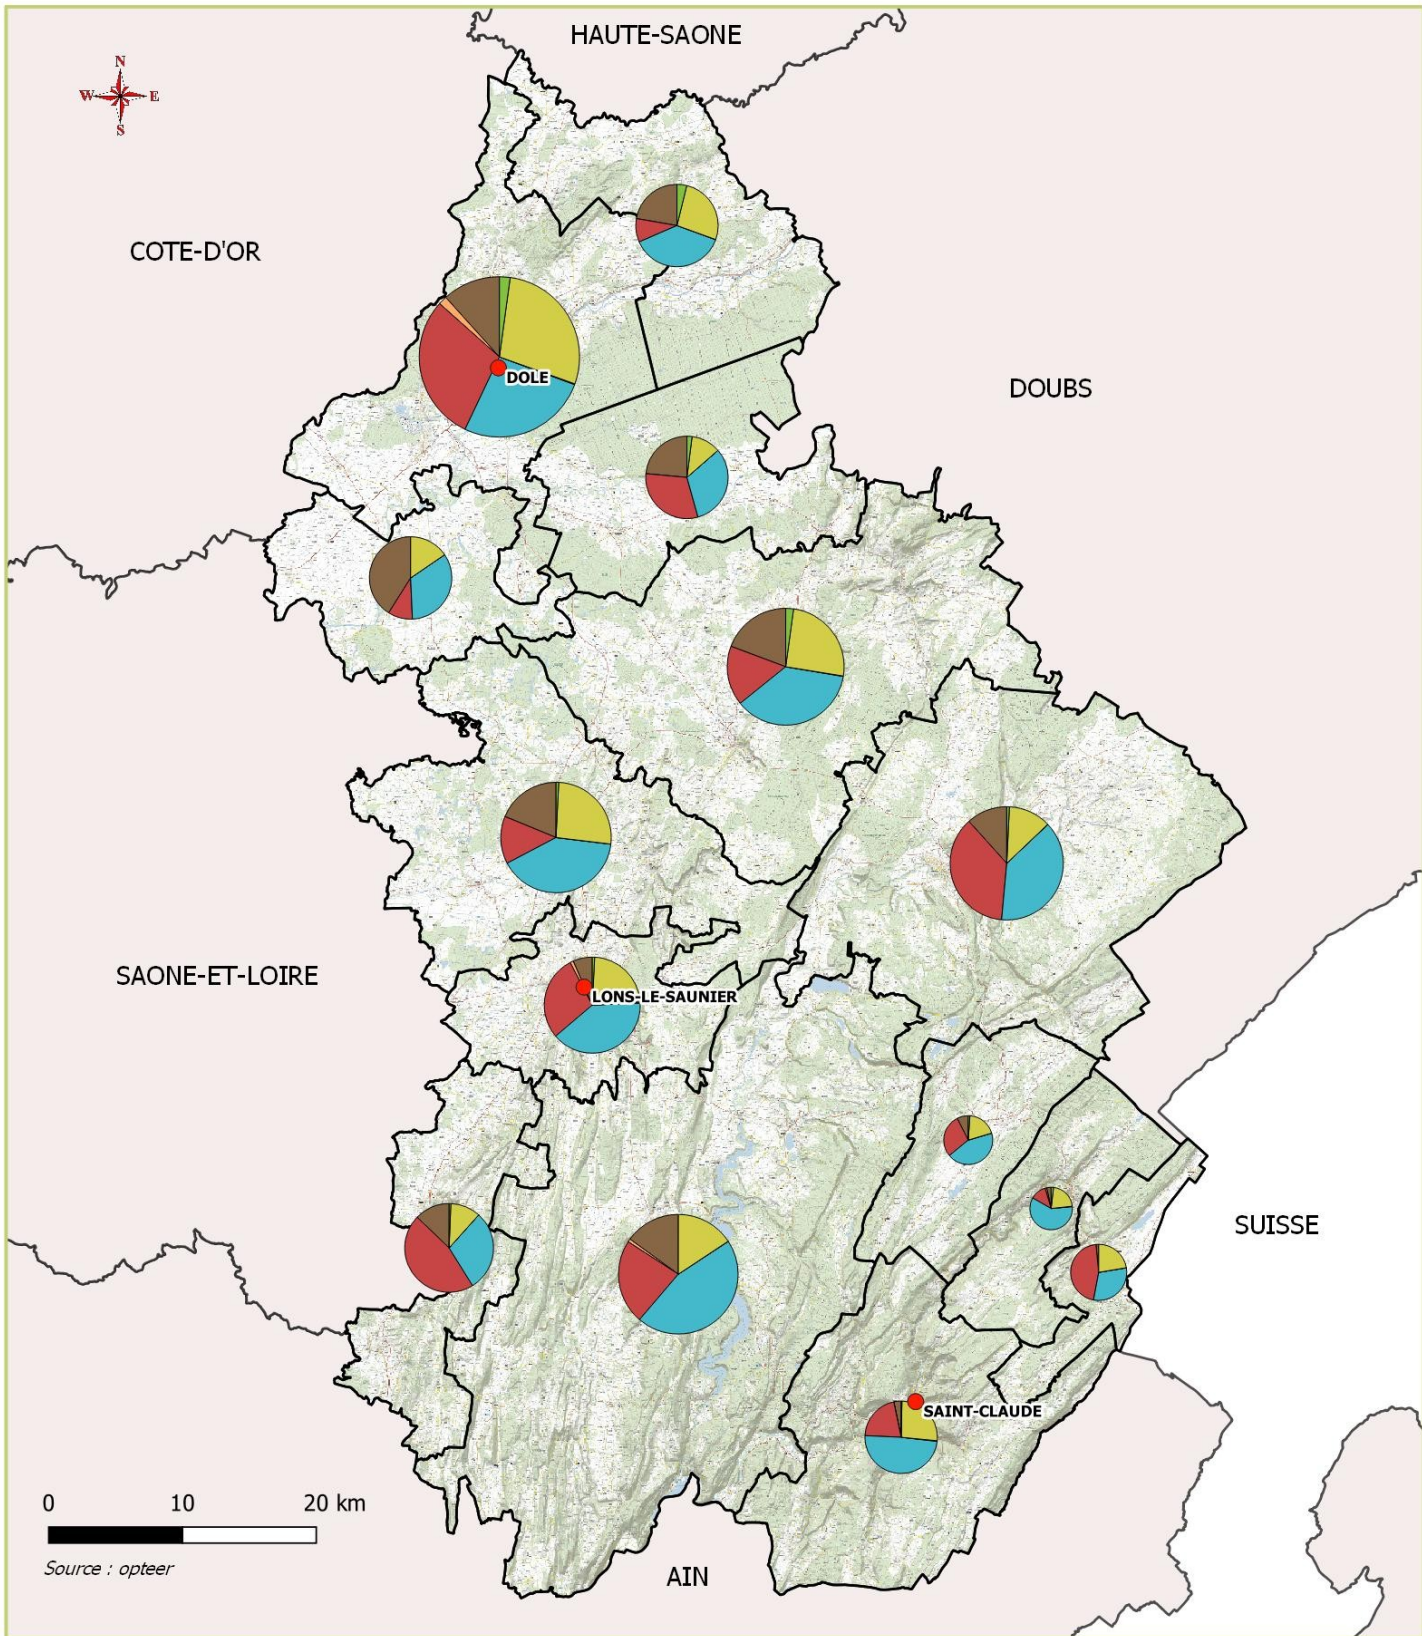 HAUTE-SAONE
N
W E
S
COTE-D'OR
DOLE
DOUBS
SAONE-ET-LOIRE
LONS-LE-SAUNIER
SUISSE
SAINT-CLAUDE
0 10 20 km
Source : opteer
AIN